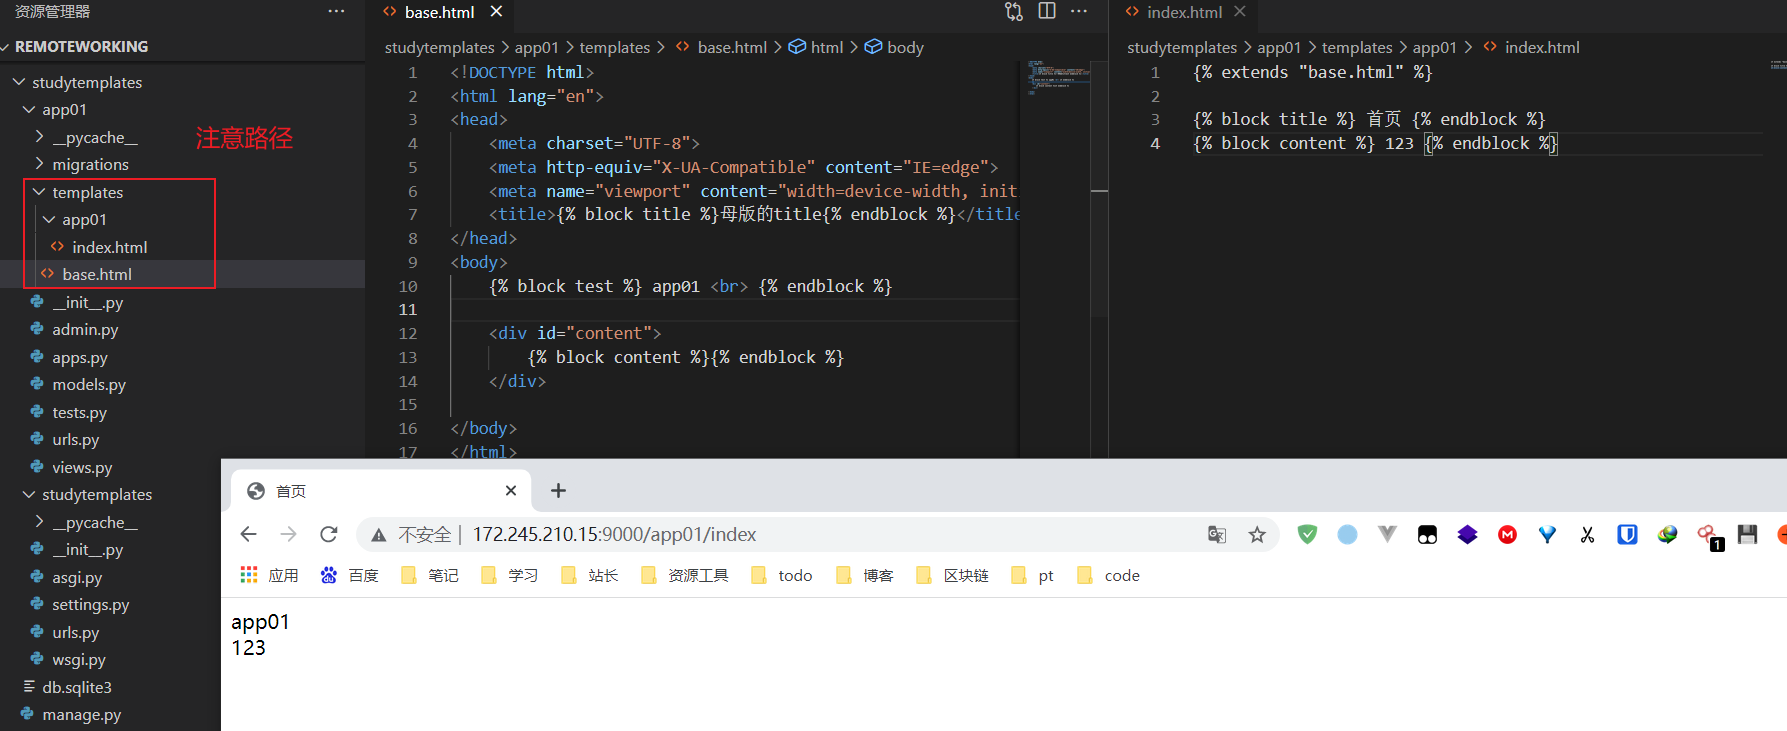 资源管理器
REMOTEWORKING
studytemplates
app01
__pycache__
migrations
templates
app01
index.html
base.html
__init__.py
admin.py
apps.py
models.py
tests.py
urls.py
views.py
studytemplates
__pycache__
__init__.py
asgi.py
settings.py
urls.py
wsgi.py
db.sqlite3
manage.py
注意路径
base.html
studytemplates > app01 > templates > base.html > html > body
1 <!DOCTYPE html>
2 <html lang="en">
3 <head>
4 <meta charset="UTF-8">
5 <meta http-equiv="X-UA-Compatible" content="IE=edge">
6 <meta name="viewport" content="width=device-width, init
7 <title>{% block title %}母版的title{% endblock %}</title
8 </head>
9 <body>
10 {% block test %} app01 <br> {% endblock %}
11
12 <div id="content">
13 {% block content %}{% endblock %}
14 </div>
15
16 </body>
17 </html>
index.html
studytemplates > app01 > templates > app01 > index.html
1 {% extends "base.html" %}
2
3 {% block title %} 首页 {% endblock %}
4 {% block content %} 123 {% endblock %}
首页
不安全 | 172.245.210.15:9000/app01/index
1
应用 百度 笔记 学习 站长 资源工具 todo 博客 区块链 pt code
app01
123